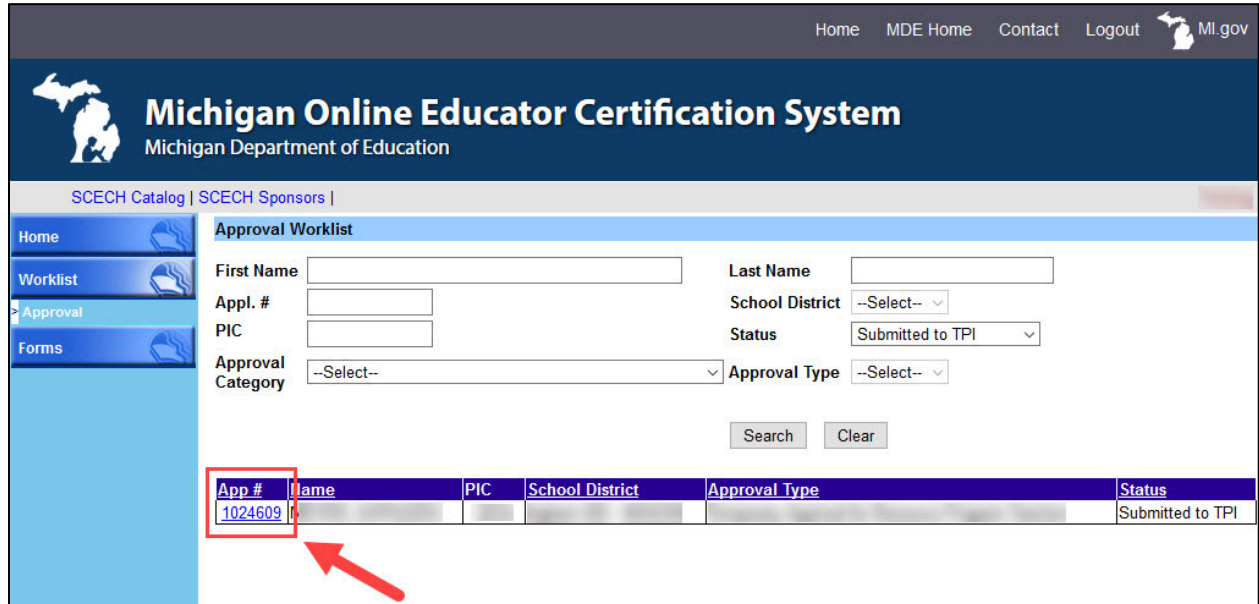 Home MDE Home Contact Logout MI.gov
Michigan Online Educator Certification System
Michigan Department of Education
SCECH Catalog | SCECH Sponsors |
Home
Worklist
> Approval
Forms
Approval Worklist
First Name Last Name
Appl. # School District --Select--
PIC Status Submitted to TPI
Approval Category --Select-- Approval Type --Select--
Search Clear
App # Name PIC School District Approval Type Status
1024609 Submitted to TPI